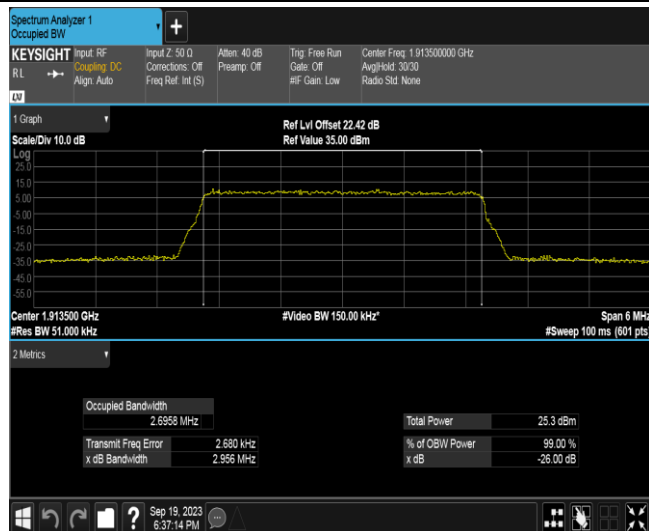 Spectrum Analyzer 1
Occupied BW
+
KEYSIGHT
RL
Input: RF
Coupling: DC
Align: Auto
Input Z: 50 Ω
Corrections: Off
Freq Ref: Int (S)
Atten: 40 dB
Preamp: Off
Trig: Free Run
Gate: Off
#IF Gain: Low
Center Freq: 1.913500000 GHz
Avg|Hold: 30/30
Radio Std: None
1 Graph
Scale/Div 10.0 dB
Ref Lvl Offset 22.42 dB
Ref Value 35.00 dBm
Log
25.0
15.0
5.00
-5.00
-15.0
-25.0
-35.0
-45.0
-55.0
Center 1.913500 GHz
#Res BW 51.000 kHz
#Video BW 150.00 kHz*
Span 6 MHz
#Sweep 100 ms (601 pts)
2 Metrics
Occupied Bandwidth
2.6958 MHz
Transmit Freq Error 2.680 kHz
x dB Bandwidth 2.956 MHz
Total Power 25.3 dBm
% of OBW Power 99.00 %
x dB -26.00 dB
?
Sep 19, 2023
6:37:14 PM